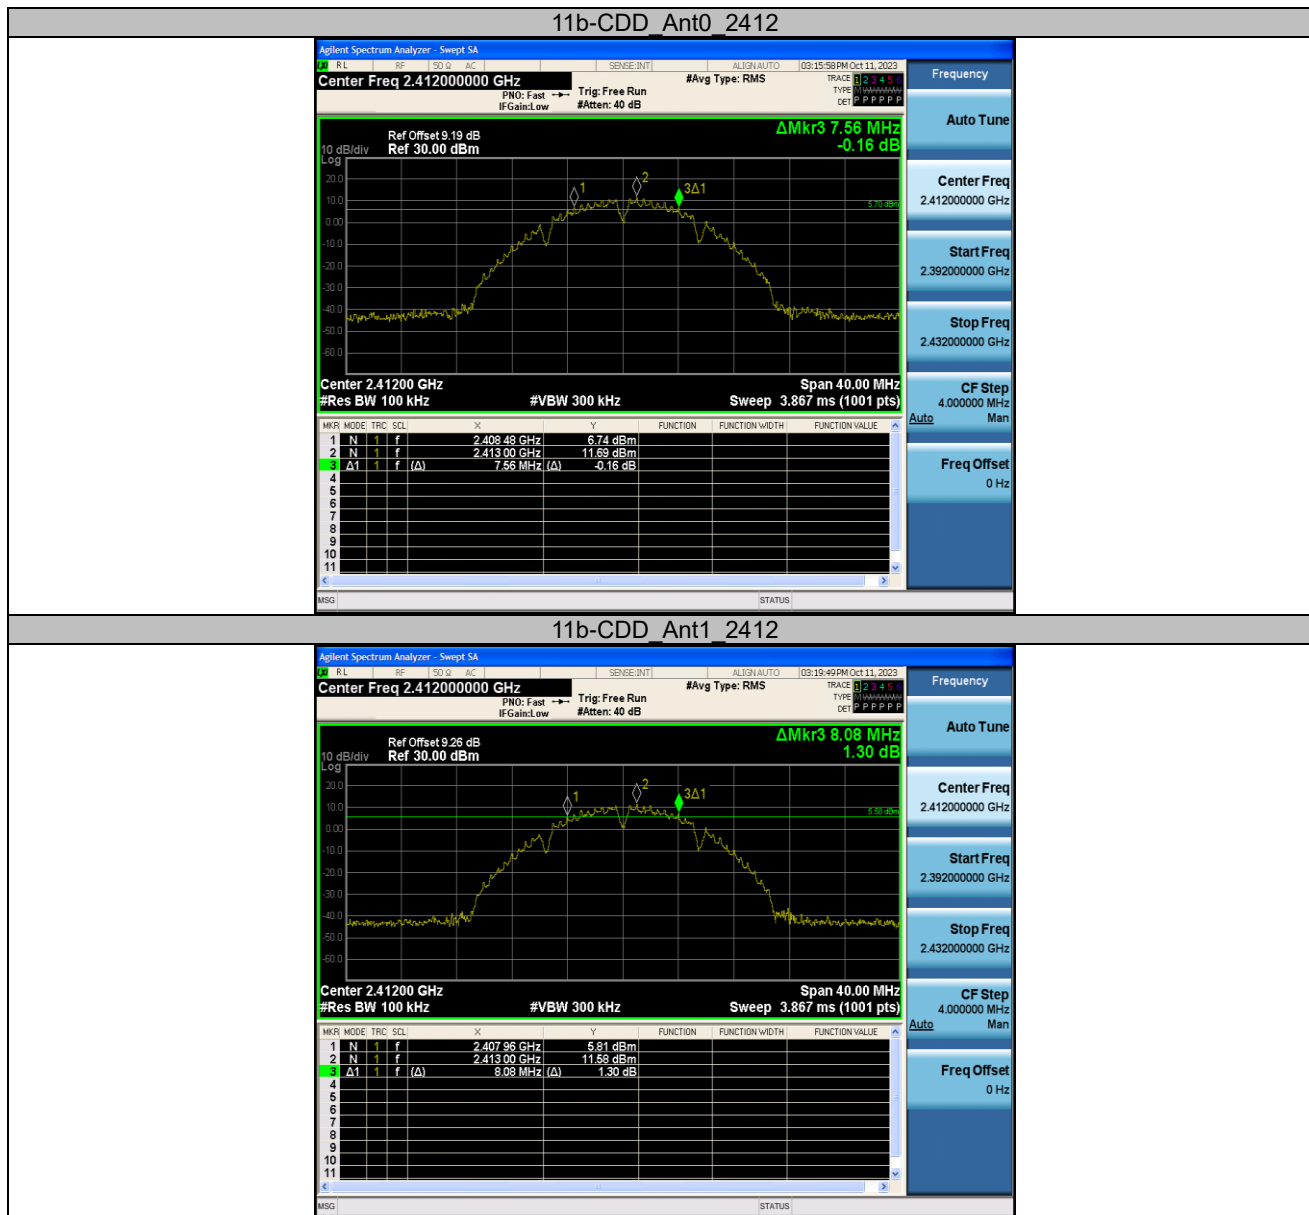 11b-CDD_Ant0_2412
Agilent Spectrum Analyzer - Swept SA
RL RF 50 Ω AC SENSE:INT ALIGNAUTO 03:15:58 PM Oct 11, 2023
Center Freq 2.412000000 GHz #Avg Type: RMS TRACE 1 2 3 4 5 6
PNO: Fast Trig: Free Run TYPE M
IFGain:Low #Atten: 40 dB DET P P P P P P
Frequency
Auto Tune
Center Freq
2.412000000 GHz
Start Freq
2.392000000 GHz
Stop Freq
2.432000000 GHz
CF Step
4.000000 MHz
Auto Man
Freq Offset
0 Hz
ΔMkr3 7.56 MHz
-0.16 dB
Ref Offset 9.19 dB
10 dB/div Ref 30.00 dBm
Log
20.0
10.0
0.00
-10.0
-20.0
-30.0
-40.0
-50.0
-60.0
1
2
3Δ1
5.70 dBm
Center 2.41200 GHz Span 40.00 MHz
#Res BW 100 kHz #VBW 300 kHz Sweep 3.867 ms (1001 pts)
MKR MODE TRC SCL X Y FUNCTION FUNCTION WIDTH FUNCTION VALUE
1 N 1 f 2.408 48 GHz 6.74 dBm
2 N 1 f 2.413 00 GHz 11.69 dBm
3 Δ1 1 f (Δ) 7.56 MHz (Δ) -0.16 dB
4
5
6
7
8
9
10
11
MSG STATUS
11b-CDD_Ant1_2412
Agilent Spectrum Analyzer - Swept SA
RL RF 50 Ω AC SENSE:INT ALIGNAUTO 03:19:49 PM Oct 11, 2023
Center Freq 2.412000000 GHz #Avg Type: RMS TRACE 1 2 3 4 5 6
PNO: Fast Trig: Free Run TYPE M
IFGain:Low #Atten: 40 dB DET P P P P P P
Frequency
Auto Tune
Center Freq
2.412000000 GHz
Start Freq
2.392000000 GHz
Stop Freq
2.432000000 GHz
CF Step
4.000000 MHz
Auto Man
Freq Offset
0 Hz
ΔMkr3 8.08 MHz
1.30 dB
Ref Offset 9.26 dB
10 dB/div Ref 30.00 dBm
Log
20.0
10.0
0.00
-10.0
-20.0
-30.0
-40.0
-50.0
-60.0
1
2
3Δ1
5.58 dBm
Center 2.41200 GHz Span 40.00 MHz
#Res BW 100 kHz #VBW 300 kHz Sweep 3.867 ms (1001 pts)
MKR MODE TRC SCL X Y FUNCTION FUNCTION WIDTH FUNCTION VALUE
1 N 1 f 2.407 96 GHz 5.81 dBm
2 N 1 f 2.413 00 GHz 11.58 dBm
3 Δ1 1 f (Δ) 8.08 MHz (Δ) 1.30 dB
4
5
6
7
8
9
10
11
MSG STATUS